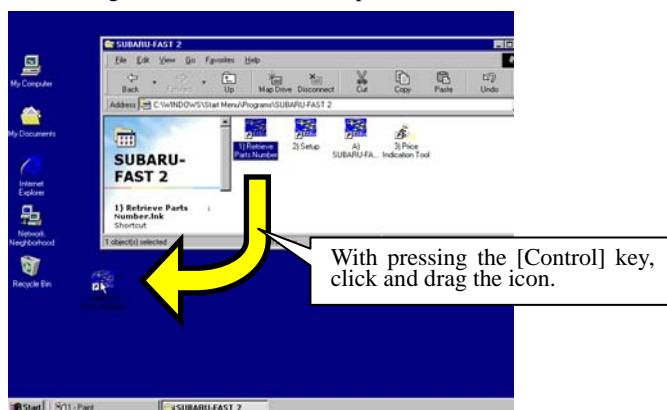 SUBARU-FAST 2
File Edit View Go Favorites Help
Back Forward Up Map Drive Disconnect Cut Copy Paste Undo
Address C:\WINDOWS\Start Menu\Programs\SUBARU-FAST 2
My Computer
My Documents
Internet Explorer
Network Neighborhood
Recycle Bin
SUBARU-
FAST 2
1) Retrieve Parts
Number.lnk
Shortcut
1) Retrieve
Parts Number
2) Setup
A)
SUBARU-FA...
3) Price
Indication Tool
1 object(s) selected
With pressing the [Control] key,
click and drag the icon.
Start
SUBARU-FAST 2